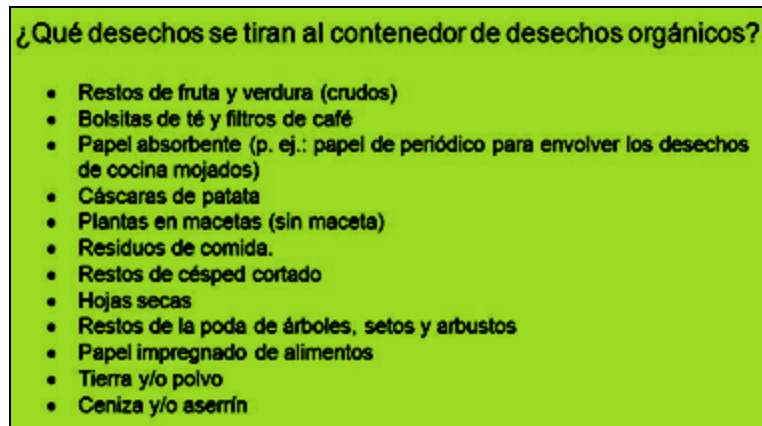 ¿Qué desechos se tiran al contenedor de desechos orgánicos?
• Restos de fruta y verdura (crudos)
• Bolsitas de té y filtros de café
• Papel absorbente (p. ej.: papel de periódico para envolver los desechos
de cocina mojados)
• Cáscaras de patata
• Plantas en macetas (sin maceta)
• Residuos de comida.
• Restos de césped cortado
• Hojas secas
• Restos de la poda de árboles, setos y arbustos
• Papel impregnado de alimentos
• Tierra y/o polvo
• Ceniza y/o aserrín